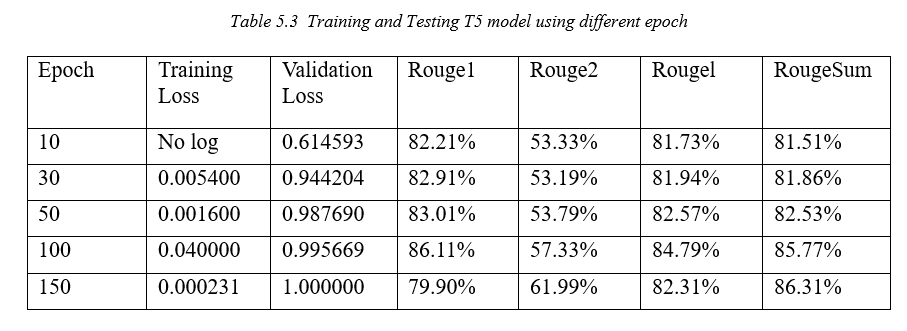 Table 5.3 Training and Testing T5 model using different epoch
Epoch Training Loss Validation Loss Rouge1 Rouge2 Rougel RougeSum
10 No log 0.614593 82.21% 53.33% 81.73% 81.51%
30 0.005400 0.944204 82.91% 53.19% 81.94% 81.86%
50 0.001600 0.987690 83.01% 53.79% 82.57% 82.53%
100 0.040000 0.995669 86.11% 57.33% 84.79% 85.77%
150 0.000231 1.000000 79.90% 61.99% 82.31% 86.31%